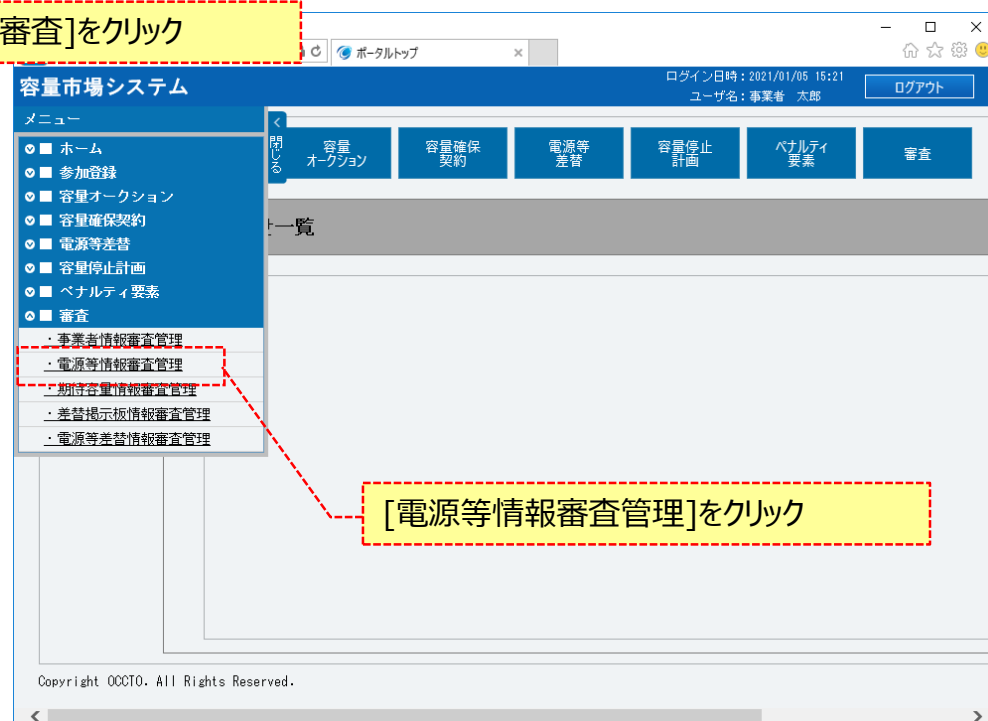 審査]をクリック
ポータルトップ
容量市場システム
ログイン日時：2021/01/05 15:21
ユーザ名：事業者 太郎
ログアウト
メニュー
閉じる
容量
オークション
容量確保
契約
電源等
差替
容量停止
計画
ペナルティ
要素
審査
ホーム
参加登録
容量オークション
容量確保契約
電源等差替
容量停止計画
ペナルティ要素
審査
一覧
・事業者情報審査管理
・電源等情報審査管理
・期待容量情報審査管理
・差替掲示板情報審査管理
・電源等差替情報審査管理
[電源等情報審査管理]をクリック
Copyright OCCTO. All Rights Reserved.